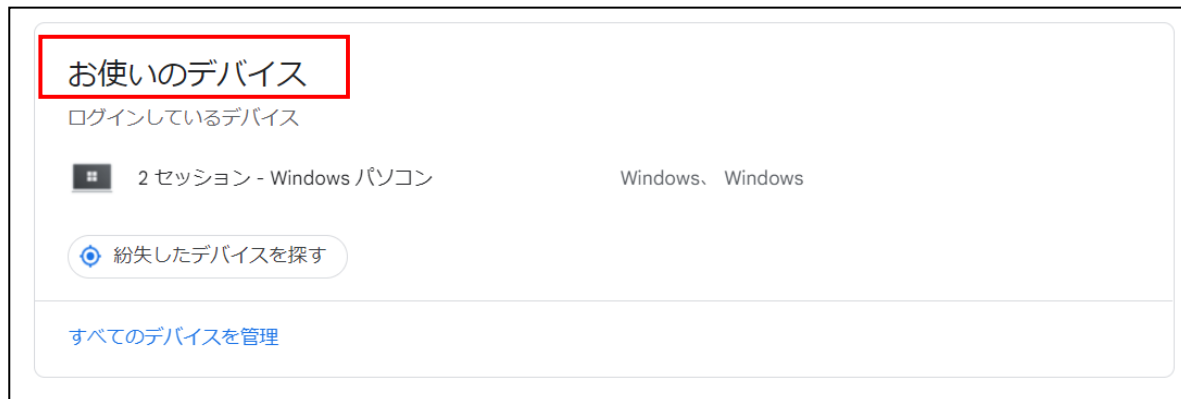 お使いのデバイス
ログインしているデバイス
2 セッション - Windows パソコン Windows、 Windows
紛失したデバイスを探す
すべてのデバイスを管理